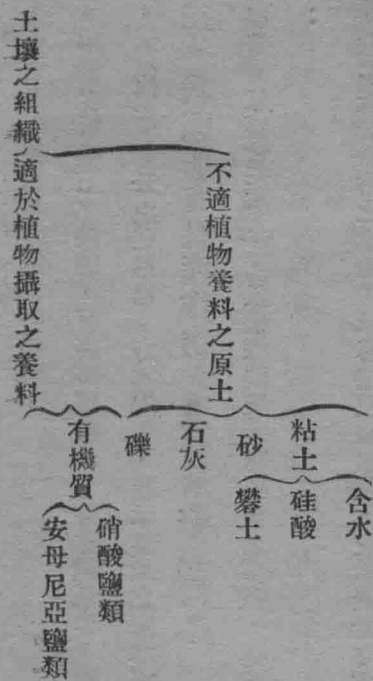 土壤之組織
不適植物養料之原土
粘土
含水
硅酸
礬土
砂
石灰
礫
適於植物攝取之養料
有機質
硝酸鹽類
安母尼亞鹽類